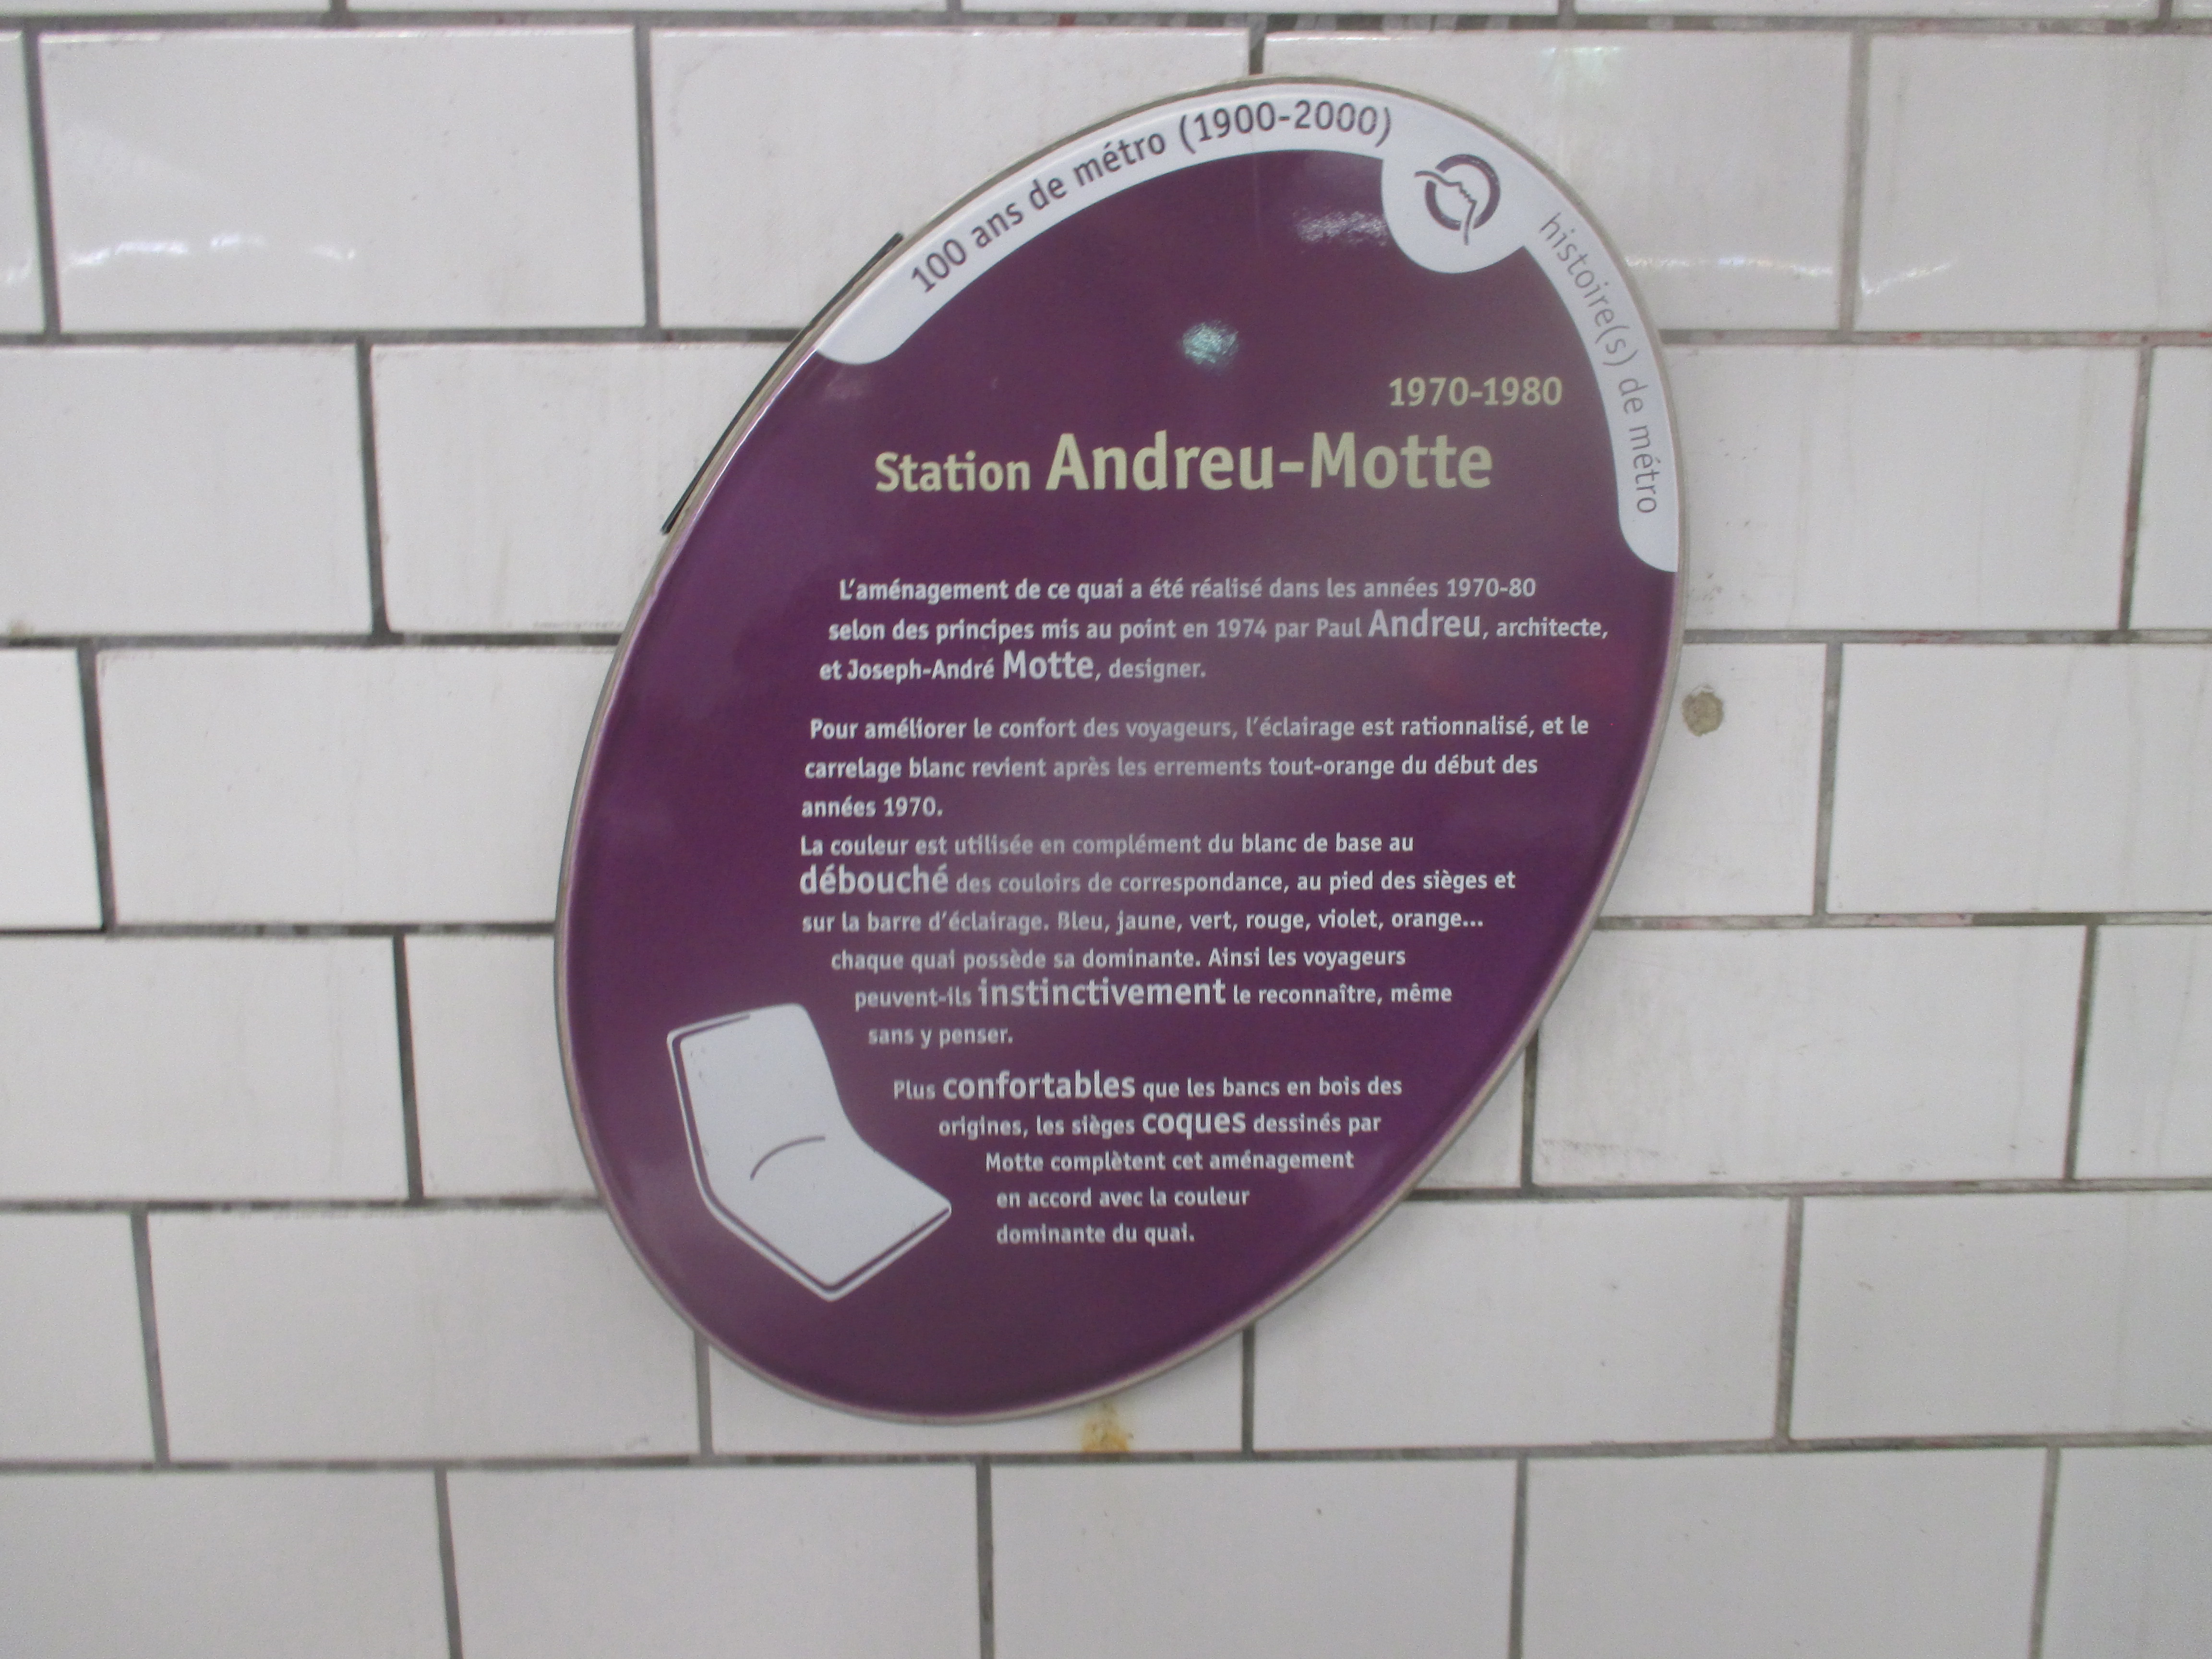 100 ans de métro (1900-2000)
histoire(s) de métro
1970-1980
Station Andreu-Motte
L'aménagement de ce quai a été réalisé dans les années 1970-80
selon des principes mis au point en 1974 par Paul Andreu, architecte,
et Joseph-André Motte, designer.
Pour améliorer le confort des voyageurs, l'éclairage est rationnalisé, et le
carrelage blanc revient après les errements tout-orange du début des
années 1970.
La couleur est utilisée en complément du blanc de base au
débouché des couloirs de correspondance, au pied des sièges et
sur la barre d'éclairage. Bleu, jaune, vert, rouge, violet, orange...
chaque quai possède sa dominante. Ainsi les voyageurs
peuvent-ils instinctivement le reconnaître, même
sans y penser.
Plus confortables que les bancs en bois des
origines, les sièges coques dessinés par
Motte complètent cet aménagement
en accord avec la couleur
dominante du quai.